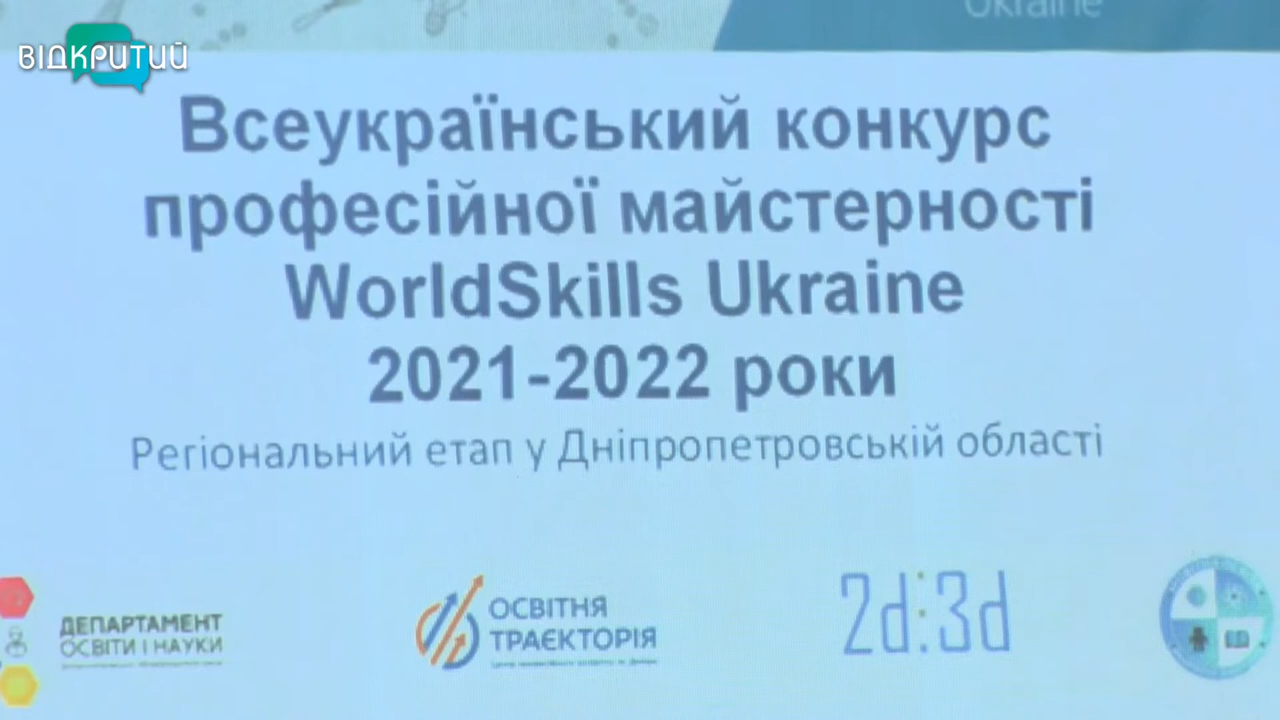 Ukraine
ВІДКРИТИЙ
Всеукраїнський конкурс
професійної майстерності
WorldSkills Ukraine
2021-2022 роки
Регіональний етап у Дніпропетровській області
ДЕПАРТАМЕНТ
ОСВІТИ І НАУКИ
ОСВІТНЯ
ТРАЄКТОРІЯ
2d:3d